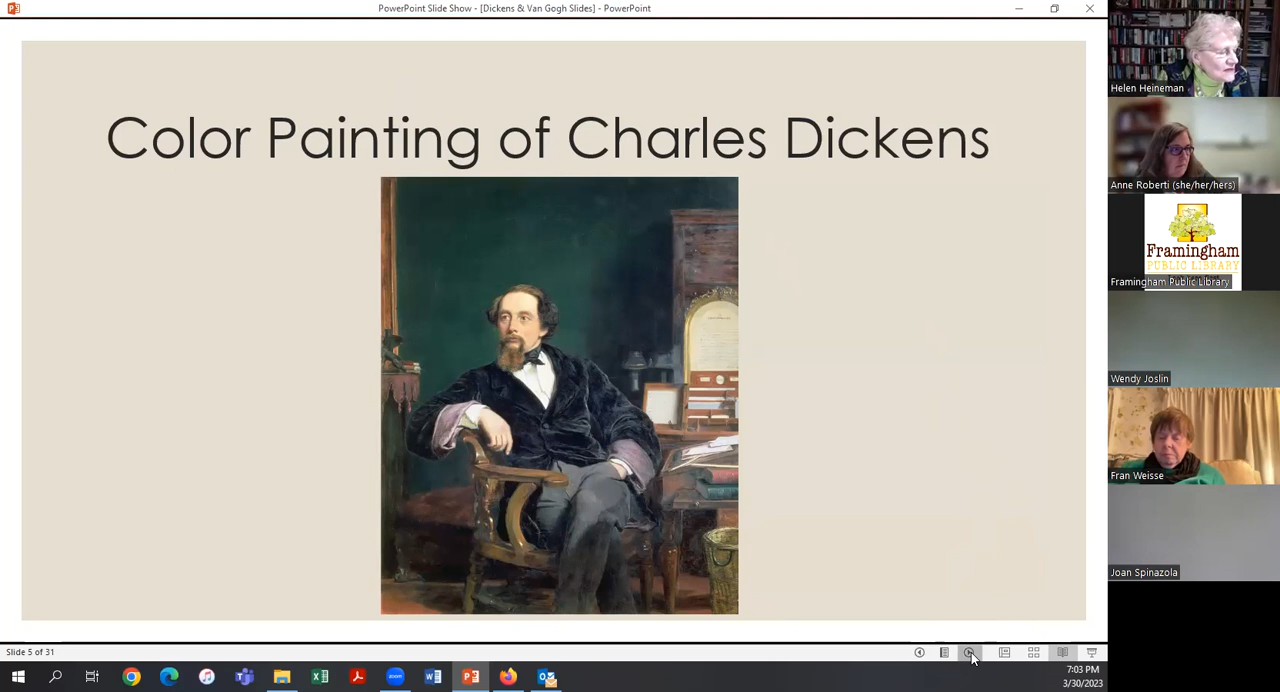 PowerPoint Slide Show - [Dickens & Van Gogh Slides] - PowerPoint
Color Painting of Charles Dickens
Helen Heineman
Anne Roberti (she/her/hers)
Framingham
PUBLIC LIBRARY
Framingham Public Library
Wendy Joslin
Fran Weisse
Joan Spinazola
Slide 5 of 31
zoom
7:03 PM
3/30/2023